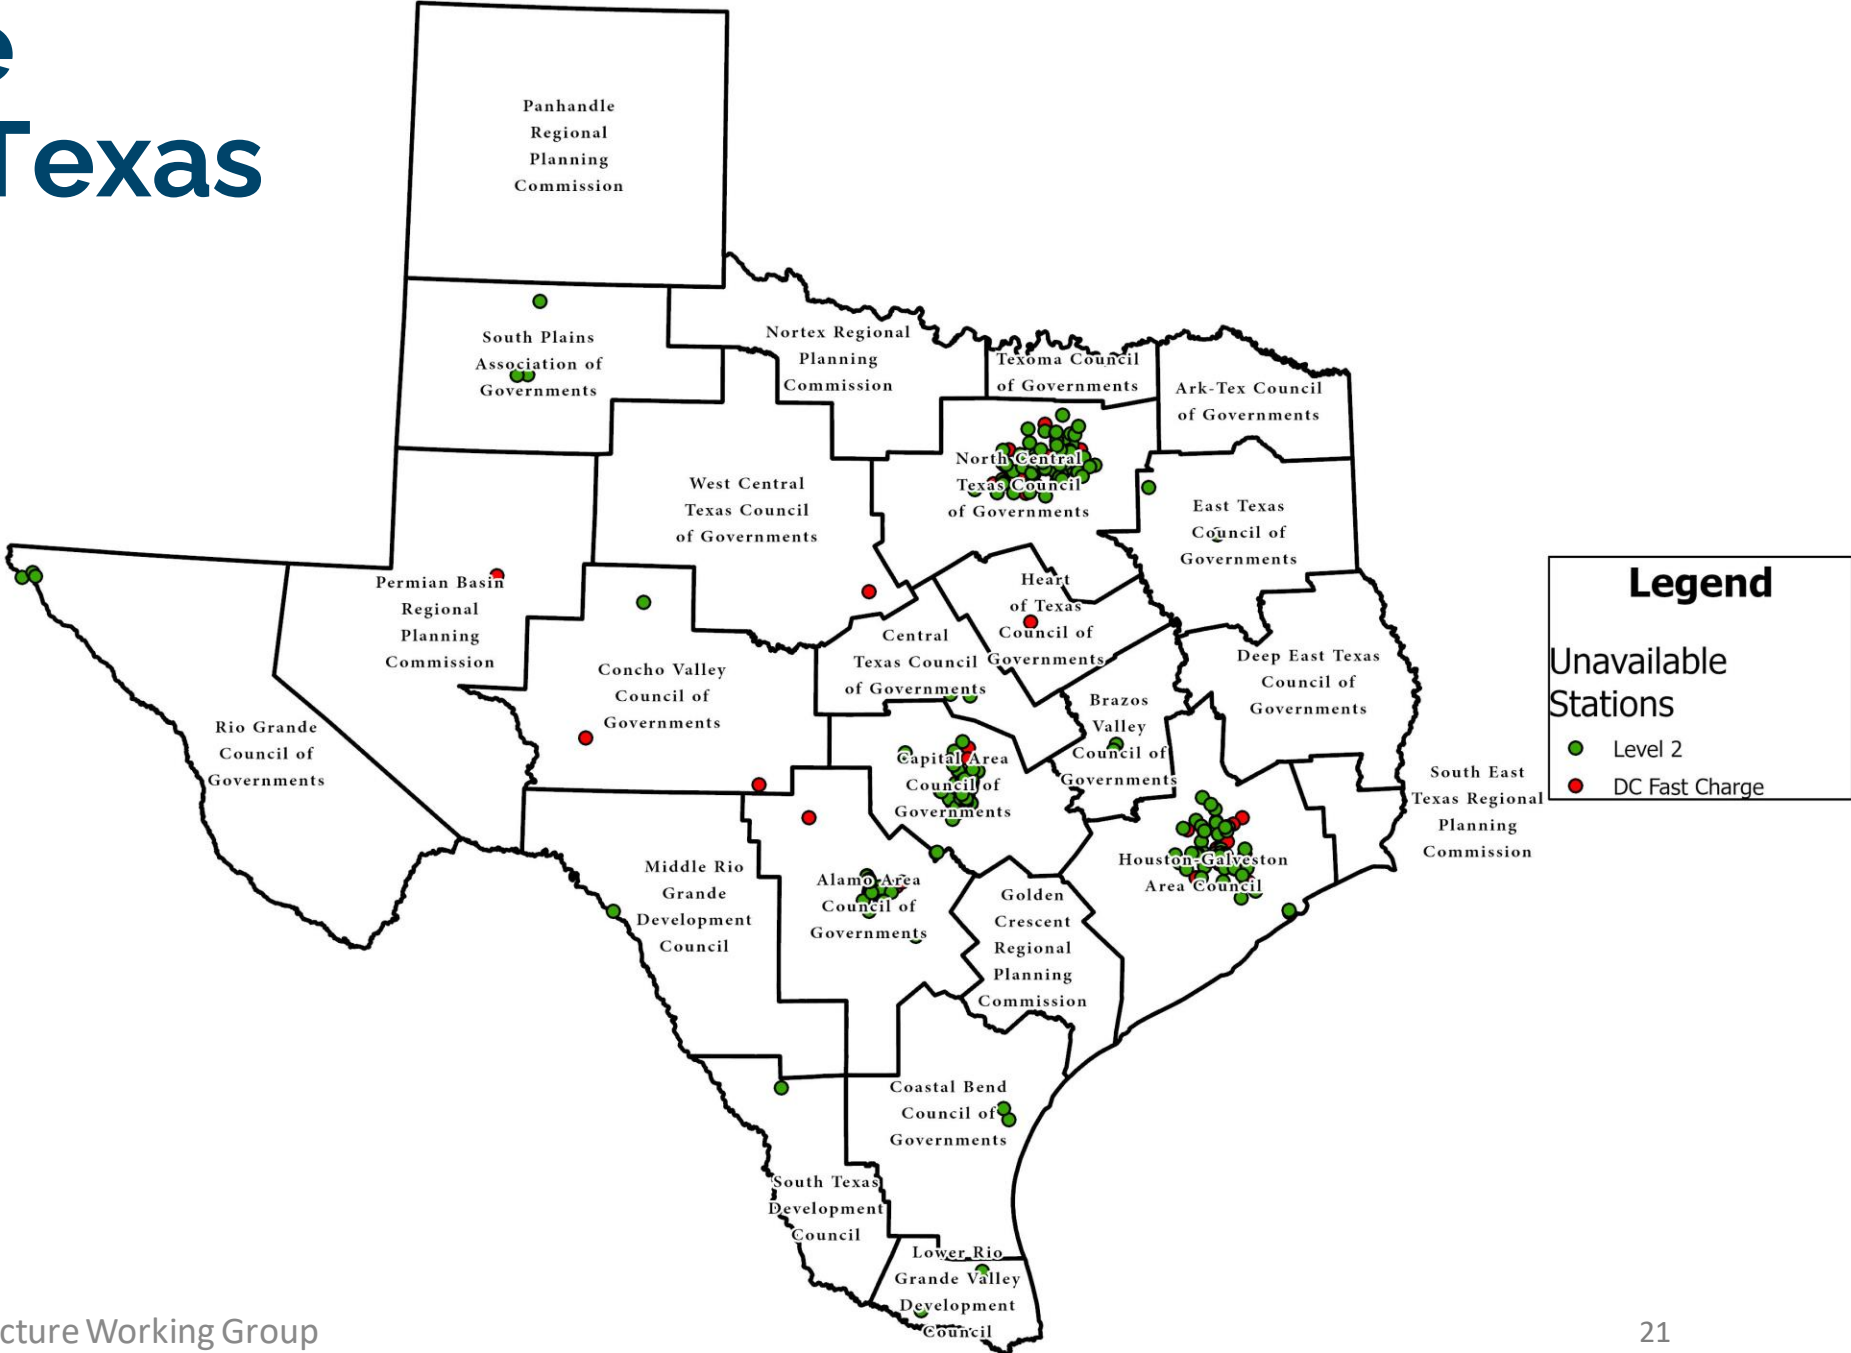 e
Texas
Panhandle
Regional
Planning
Commission
South Plains
Association of
Governments
Nortex Regional
Planning
Commission
Texoma Council
of Governments
Ark-Tex Council
of Governments
North Central
Texas Council
of Governments
West Central
Texas Council
of Governments
East Texas
Council of
Governments
Permian Basin
Regional
Planning
Commission
Heart
of Texas
Council of
Governments
Central
Texas Council
of Governments
Concho Valley
Council of
Governments
Deep East Texas
Council of
Governments
Brazos
Valley
Council of
Governments
Rio Grande
Council of
Governments
Capital Area
Council of
Governments
South East
Texas Regional
Planning
Commission
Houston-Galveston
Area Council
Middle Rio
Grande
Development
Council
Alamo Area
Council of
Governments
Golden
Crescent
Regional
Planning
Commission
Coastal Bend
Council of
Governments
South Texas
Development
Council
Lower Rio
Grande Valley
Development
Council
Legend
Unavailable
Stations
Level 2
DC Fast Charge
cture Working Group
21